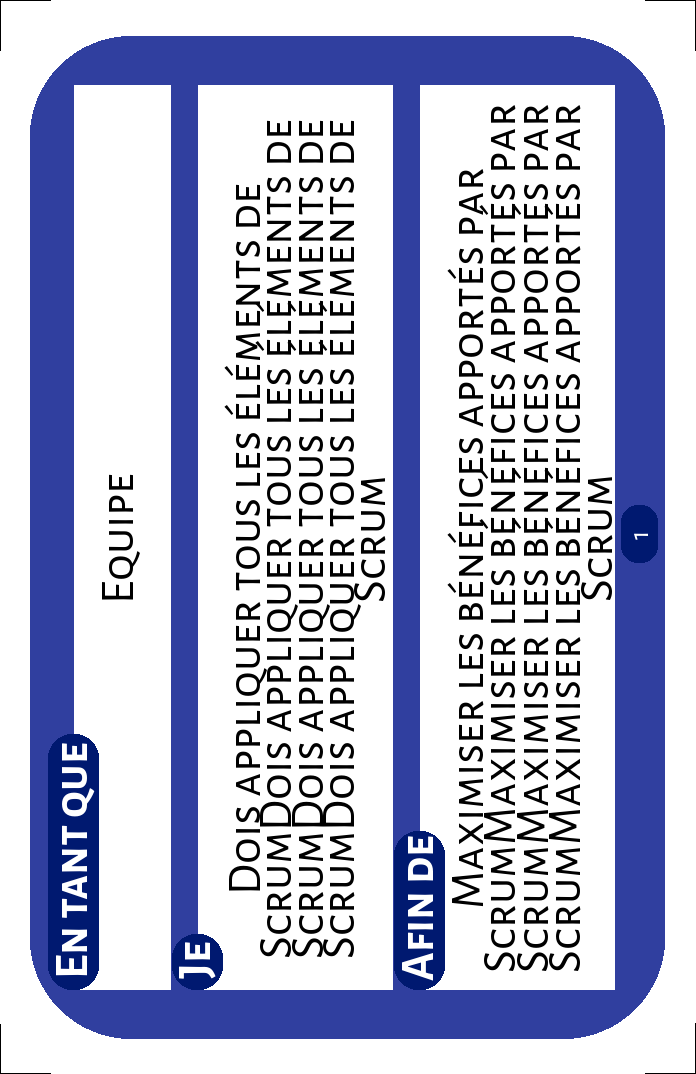 EN TANT QUE
EQUIPE
JE
DOIS APPLIQUER TOUS LES ÉLÉMENTS DE
SCRUMDOIS APPLIQUER TOUS LES ÉLÉMENTS DE
SCRUMDOIS APPLIQUER TOUS LES ÉLÉMENTS DE
SCRUMDOIS APPLIQUER TOUS LES ÉLÉMENTS DE
SCRUM
AFIN DE
MAXIMISER LES BÉNÉFICES APPORTÉS PAR
SCRUMMAXIMISER LES BÉNÉFICES APPORTÉS PAR
SCRUMMAXIMISER LES BÉNÉFICES APPORTÉS PAR
SCRUMMAXIMISER LES BÉNÉFICES APPORTÉS PAR
SCRUM
1